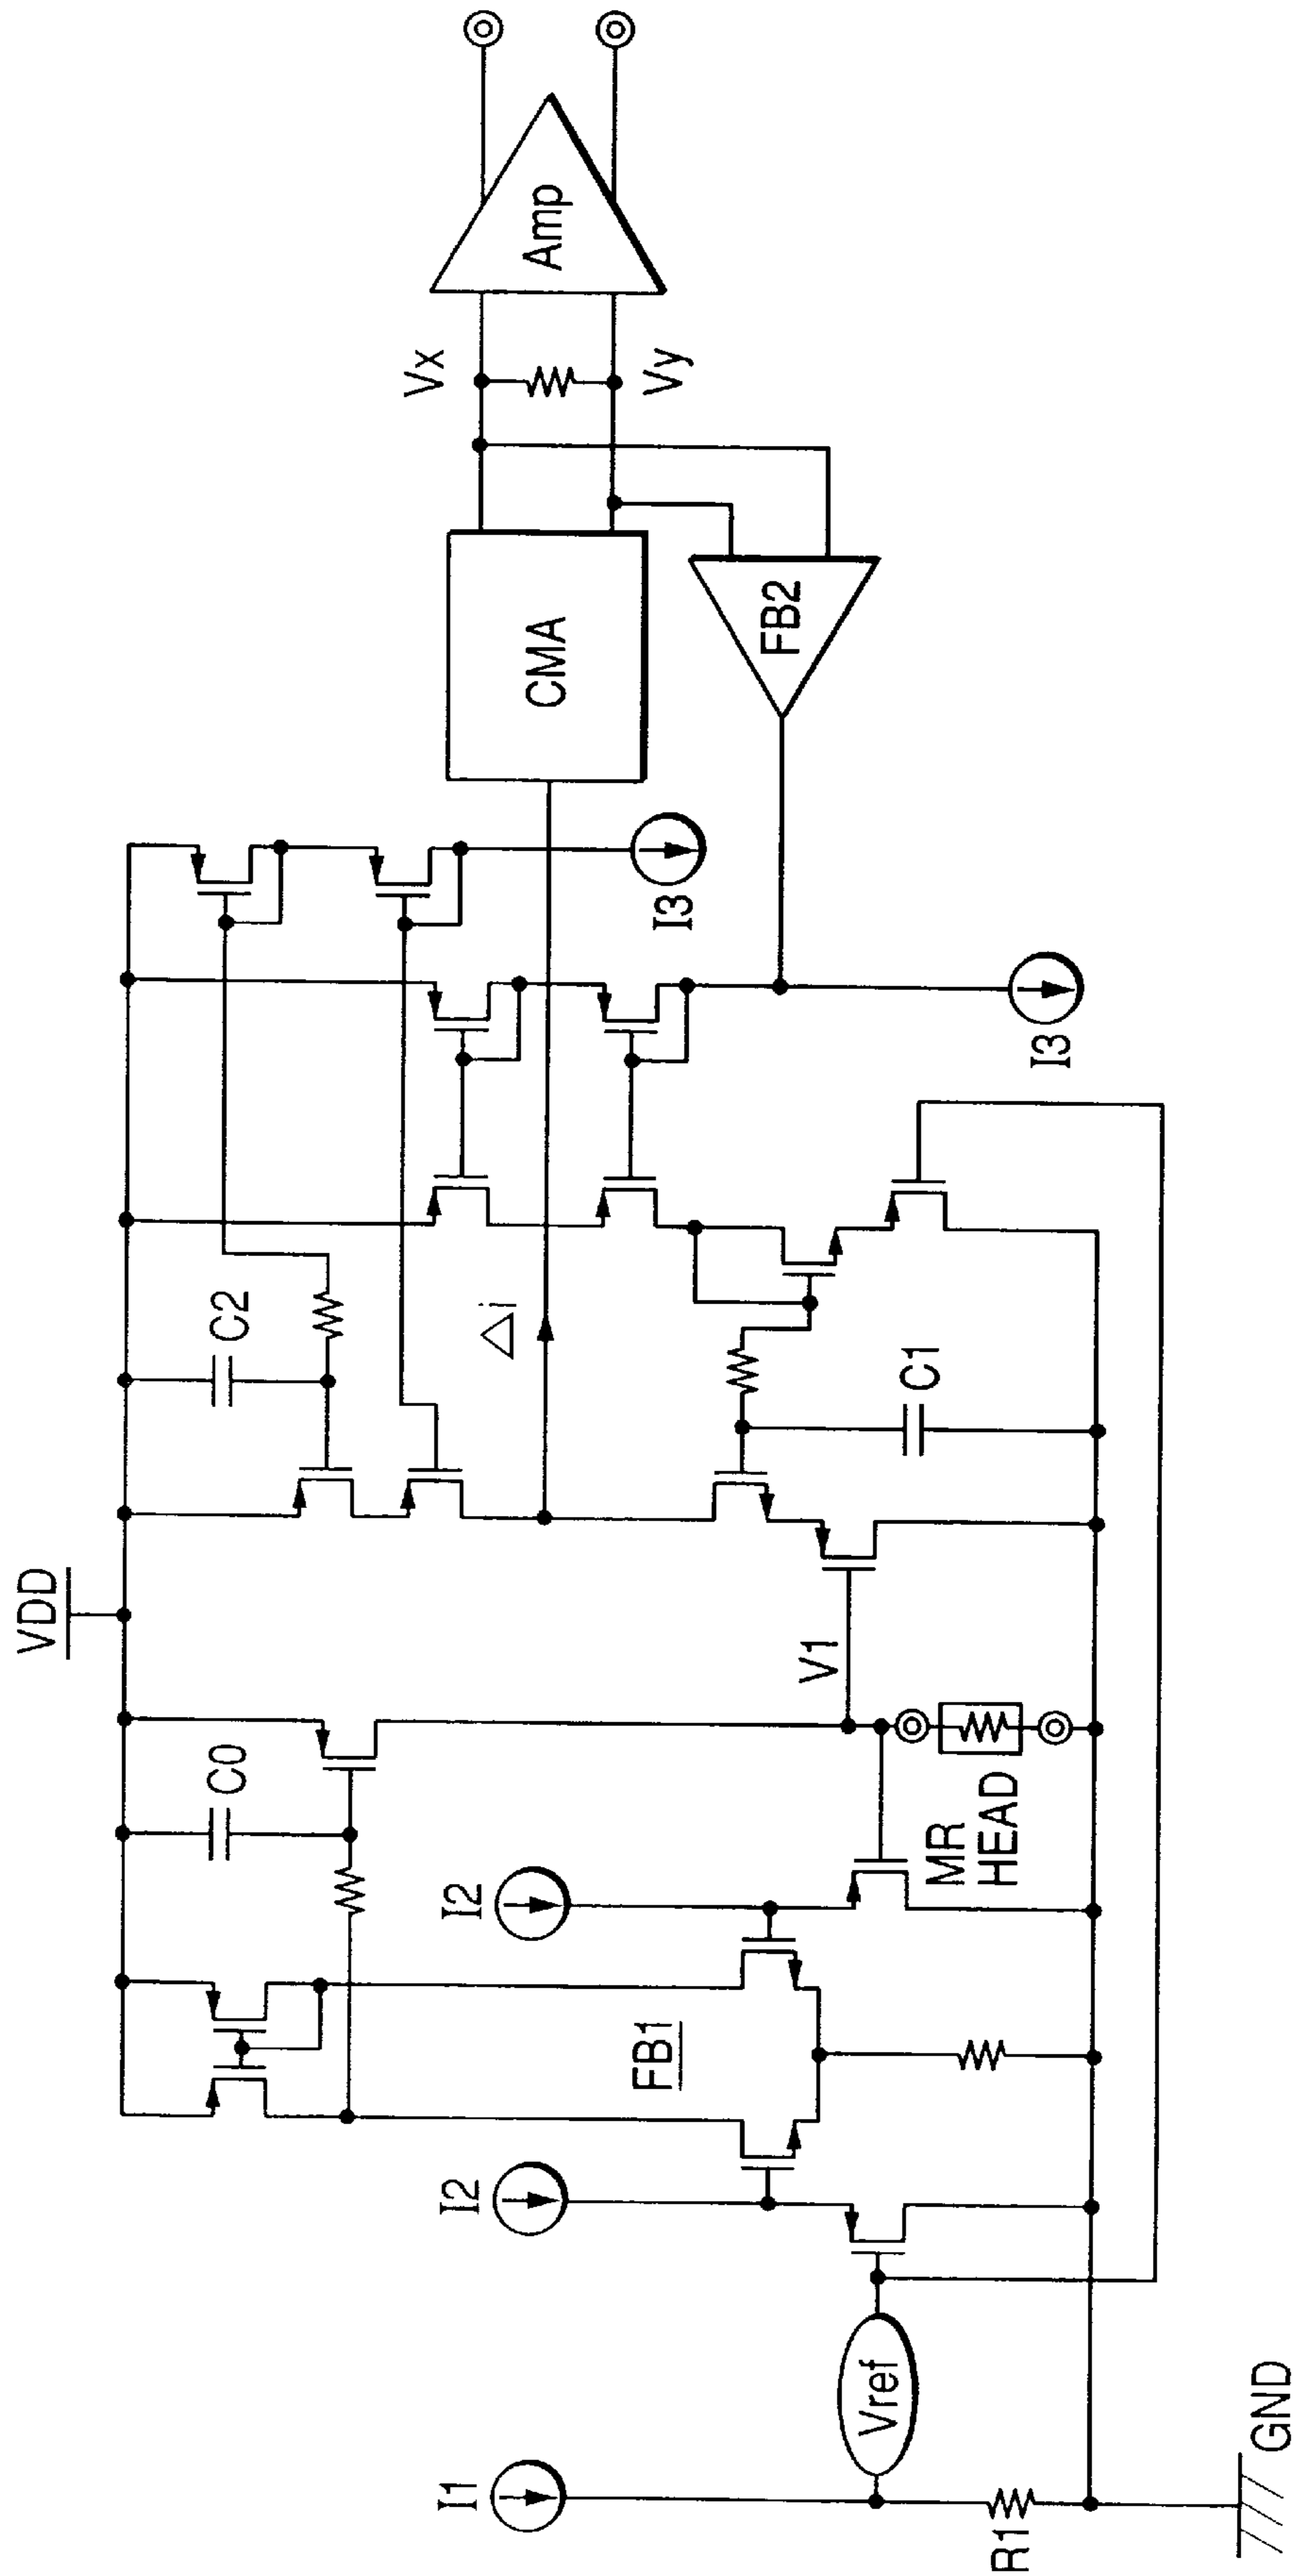 VDD
C0
C2
I2
I2
I1
FB1
Vref
R1
GND
MR
HEAD
V1
△i
C1
I3
I3
CMA
FB2
Vx
Vy
Amp